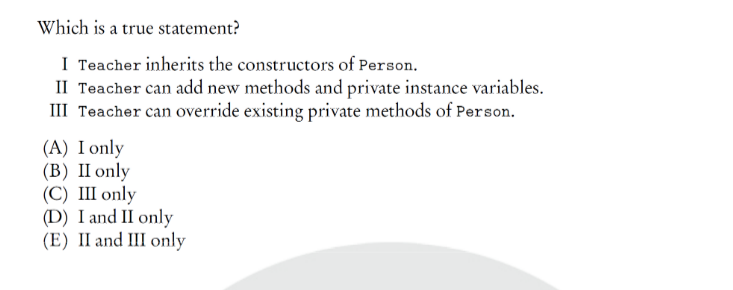 Which is a true statement?
I Teacher inherits the constructors of Person.
II Teacher can add new methods and private instance variables.
III Teacher can override existing private methods of Person.
(A) I only
(B) II only
(C) III only
(D) I and II only
(E) II and III only